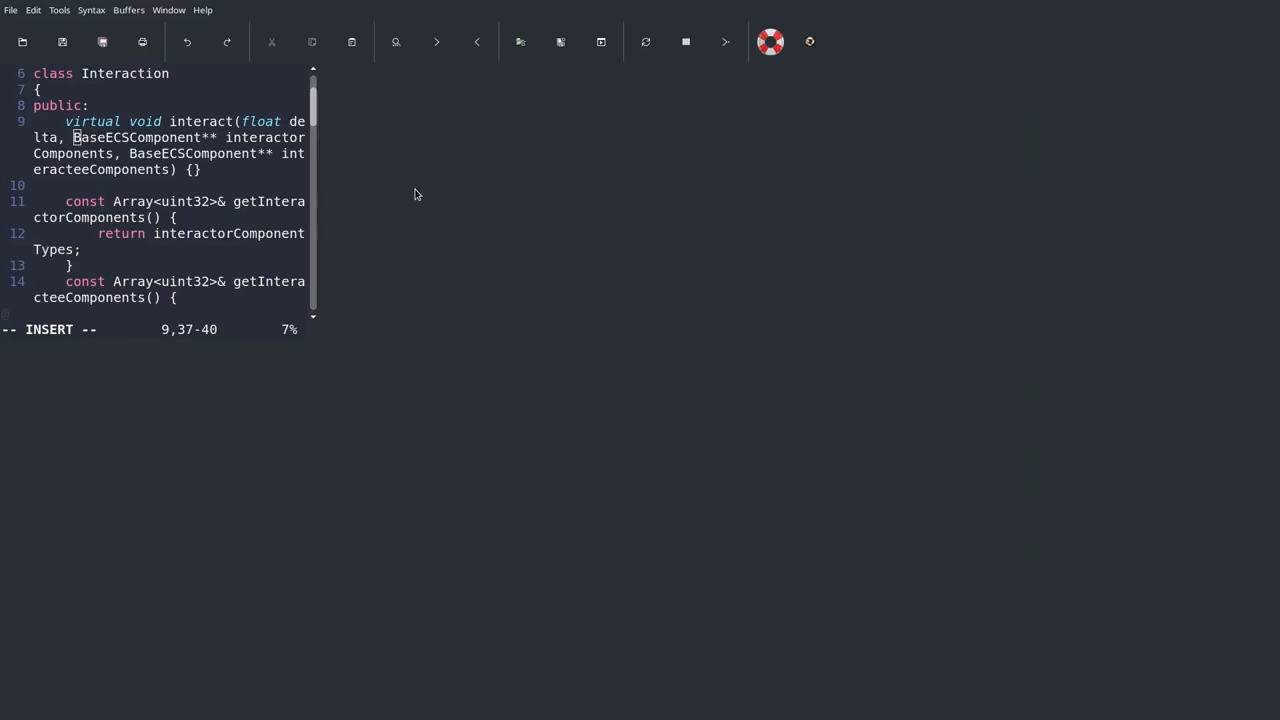 File Edit Tools Syntax Buffers Window Help
6 class Interaction
7 {
8 public:
9     virtual void interact(float de
lta, BaseECSComponent** interactor
Components, BaseECSComponent** int
eracteeComponents) {}
10
11     const Array<uint32>& getIntera
ctorComponents() {
12         return interactorComponent
Types;
13     }
14     const Array<uint32>& getIntera
cteeComponents() {
@
-- INSERT -- 9,37-40 7%